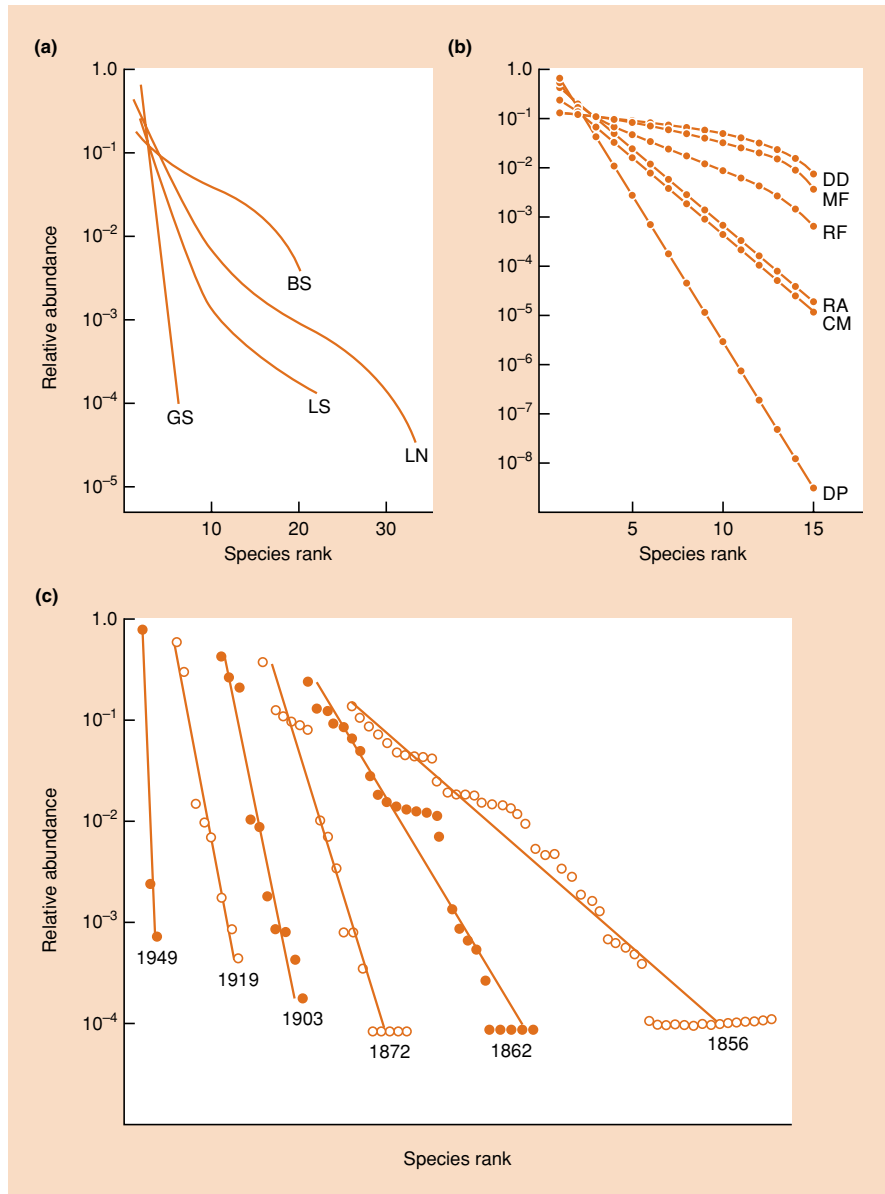 (a)
1.0
10⁻¹
10⁻²
10⁻³
10⁻⁴
10⁻⁵
Relative abundance
BS
GS
LS
LN
10
20
30
Species rank
(b)
1.0
10⁻¹
10⁻²
10⁻³
10⁻⁴
10⁻⁵
10⁻⁶
10⁻⁷
10⁻⁸
DD
MF
RF
RA
CM
DP
5
10
15
Species rank
(c)
1.0
10⁻¹
10⁻²
10⁻³
10⁻⁴
Relative abundance
1949
1919
1903
1872
1862
1856
Species rank